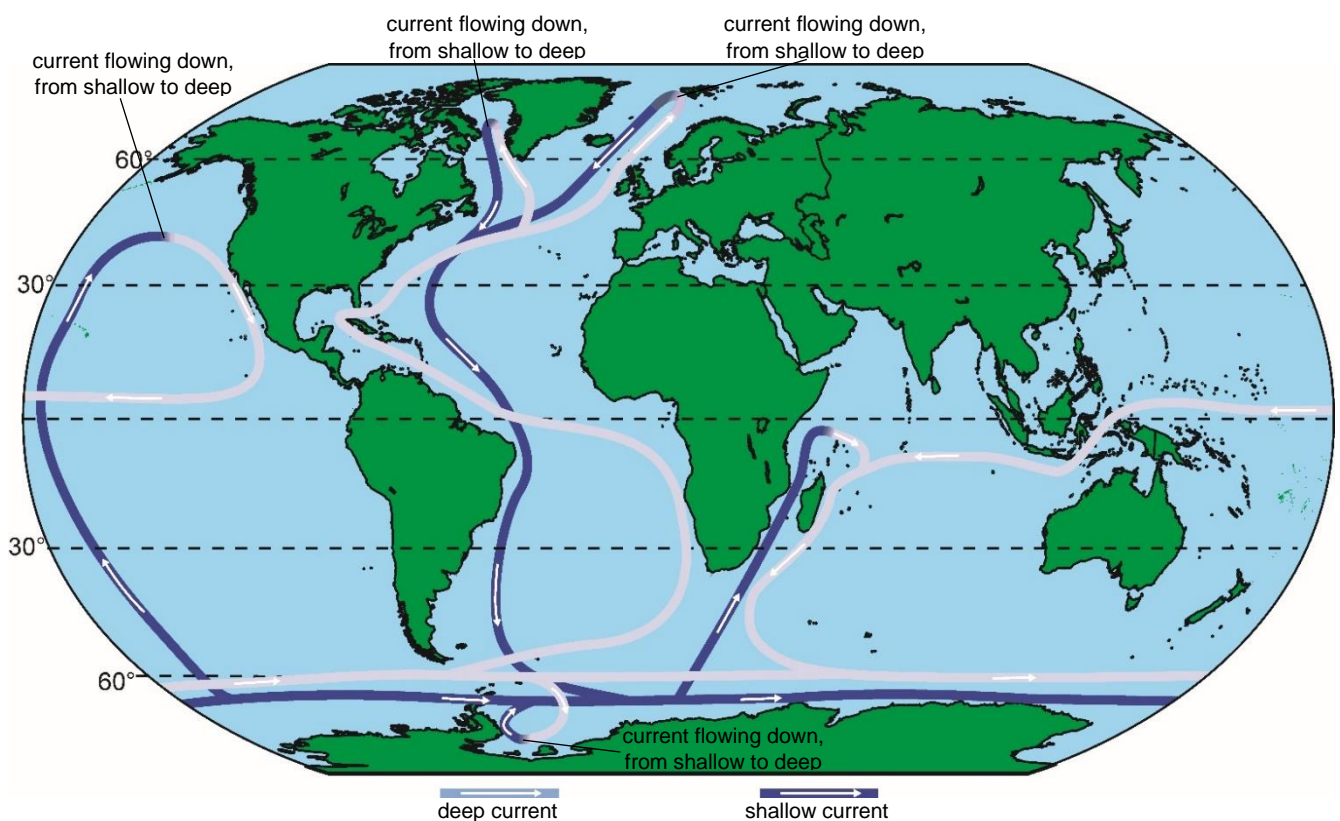 current flowing down,
from shallow to deep
current flowing down,
from shallow to deep
current flowing down,
from shallow to deep
60°
30°
30°
60°
current flowing down,
from shallow to deep
deep current
shallow current